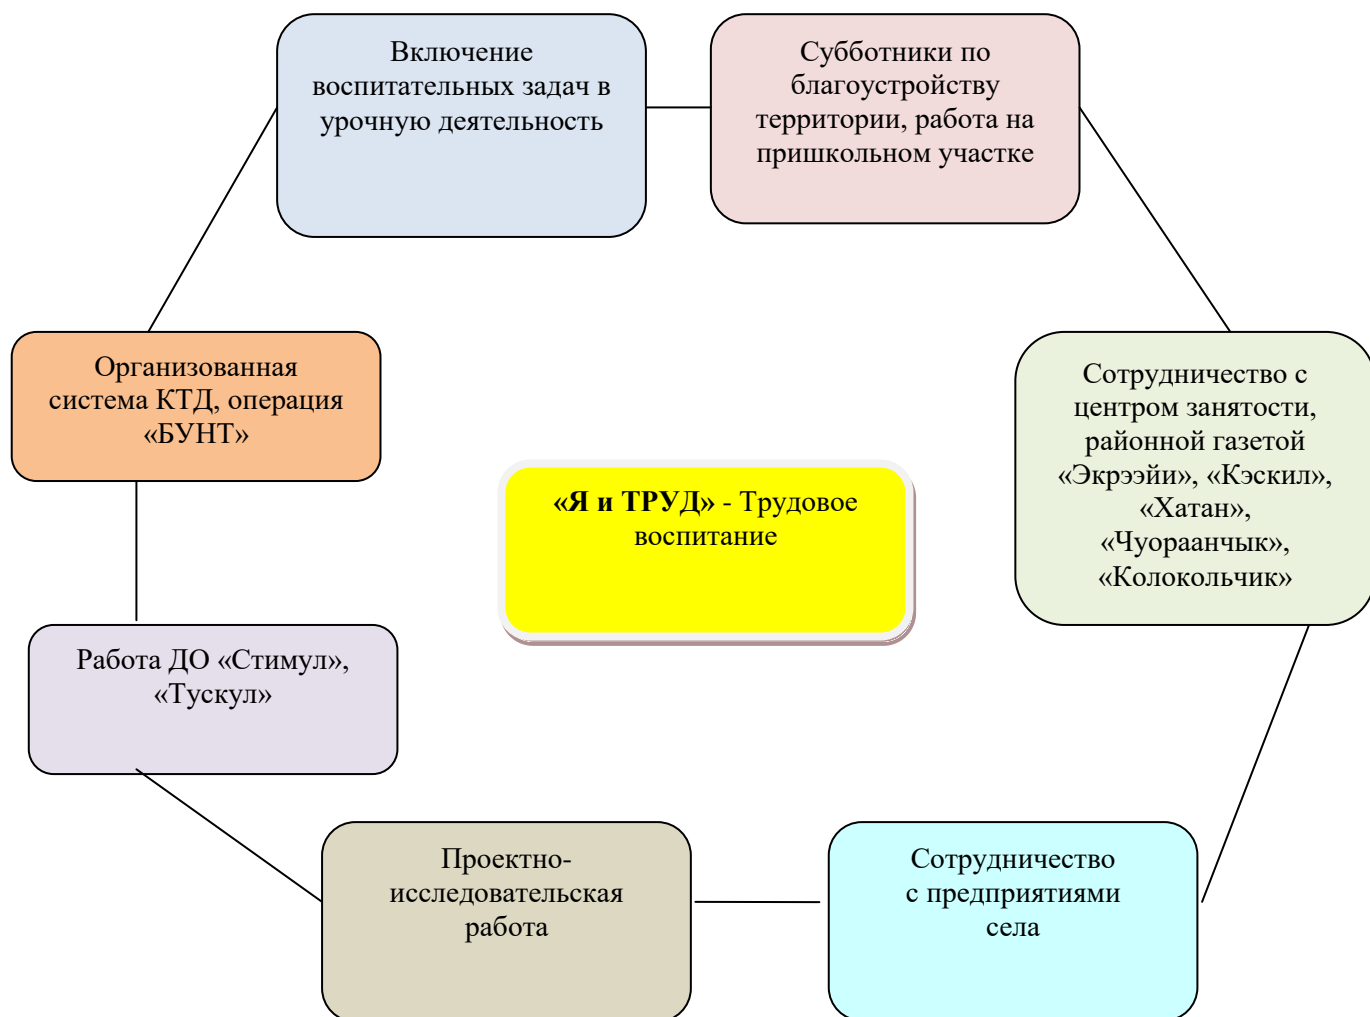 Включение
воспитательных задач в
урочную деятельность
Субботники по
благоустройству
территории, работа на
пришкольном участке
Организованная
система КТД, операция
«БУНТ»
Сотрудничество с
центром занятости,
районной газетой
«Экрээйи», «Кэскил»,
«Хатан»,
«Чуораанчык»,
«Колокольчик»
«Я и ТРУД» - Трудовое
воспитание
Работа ДО «Стимул»,
«Тускул»
Проектно-
исследовательская
работа
Сотрудничество
с предприятиями
села